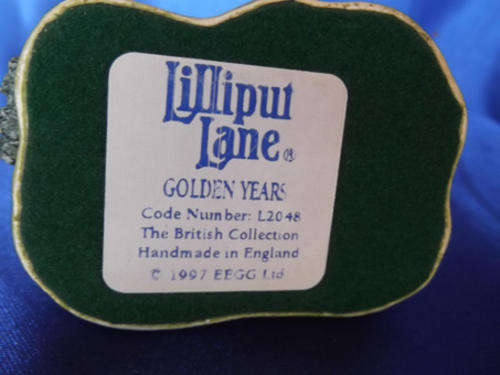 Lilliput
Lane®
GOLDEN YEARS
Code Number: L2048
The British Collection
Handmade in England
© 1997 EEGG Ltd